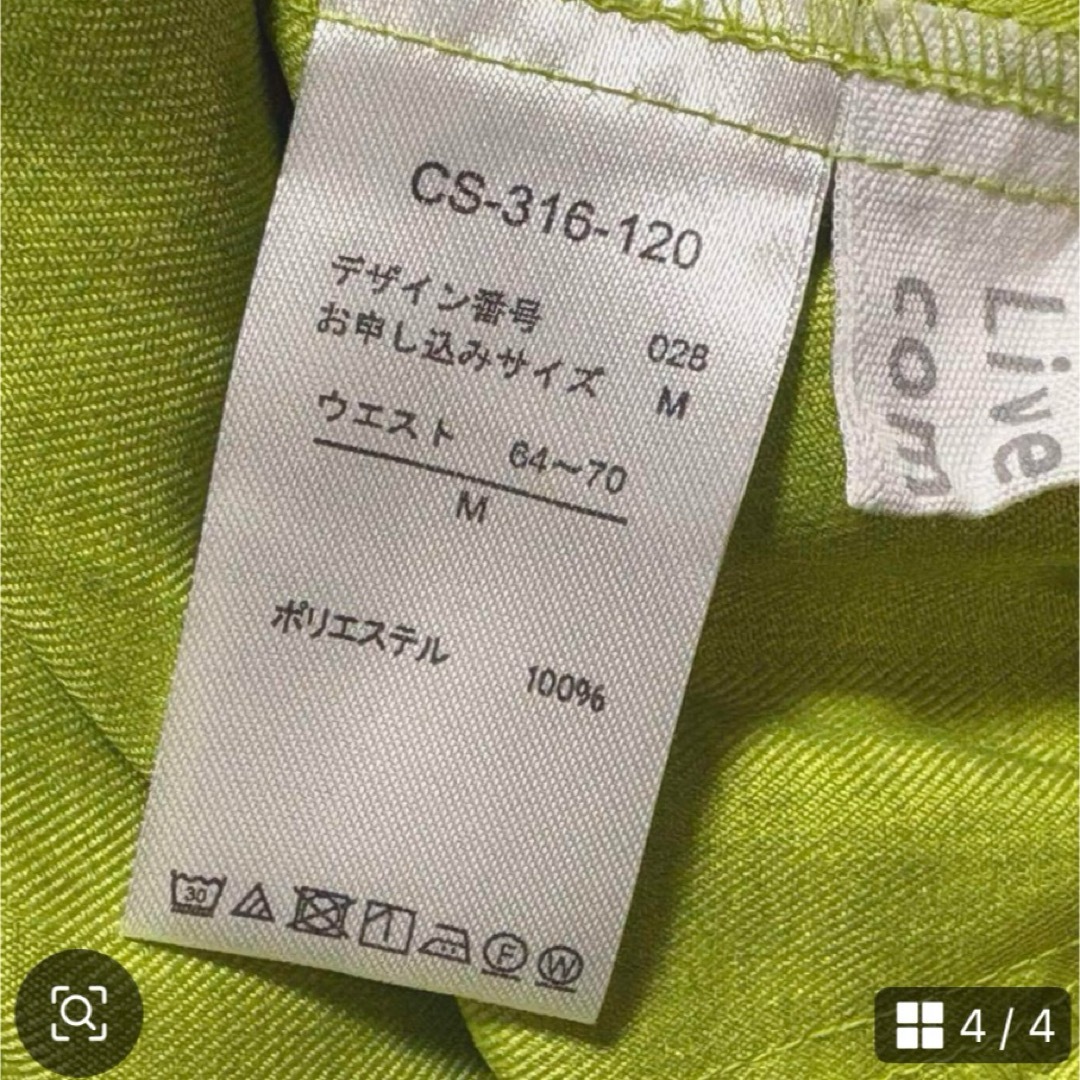 CS-316-120
デザイン番号 028
お申し込みサイズ M
ウエスト 64〜70
M
ポリエステル 100%
30
F
W
Live
com
4 / 4